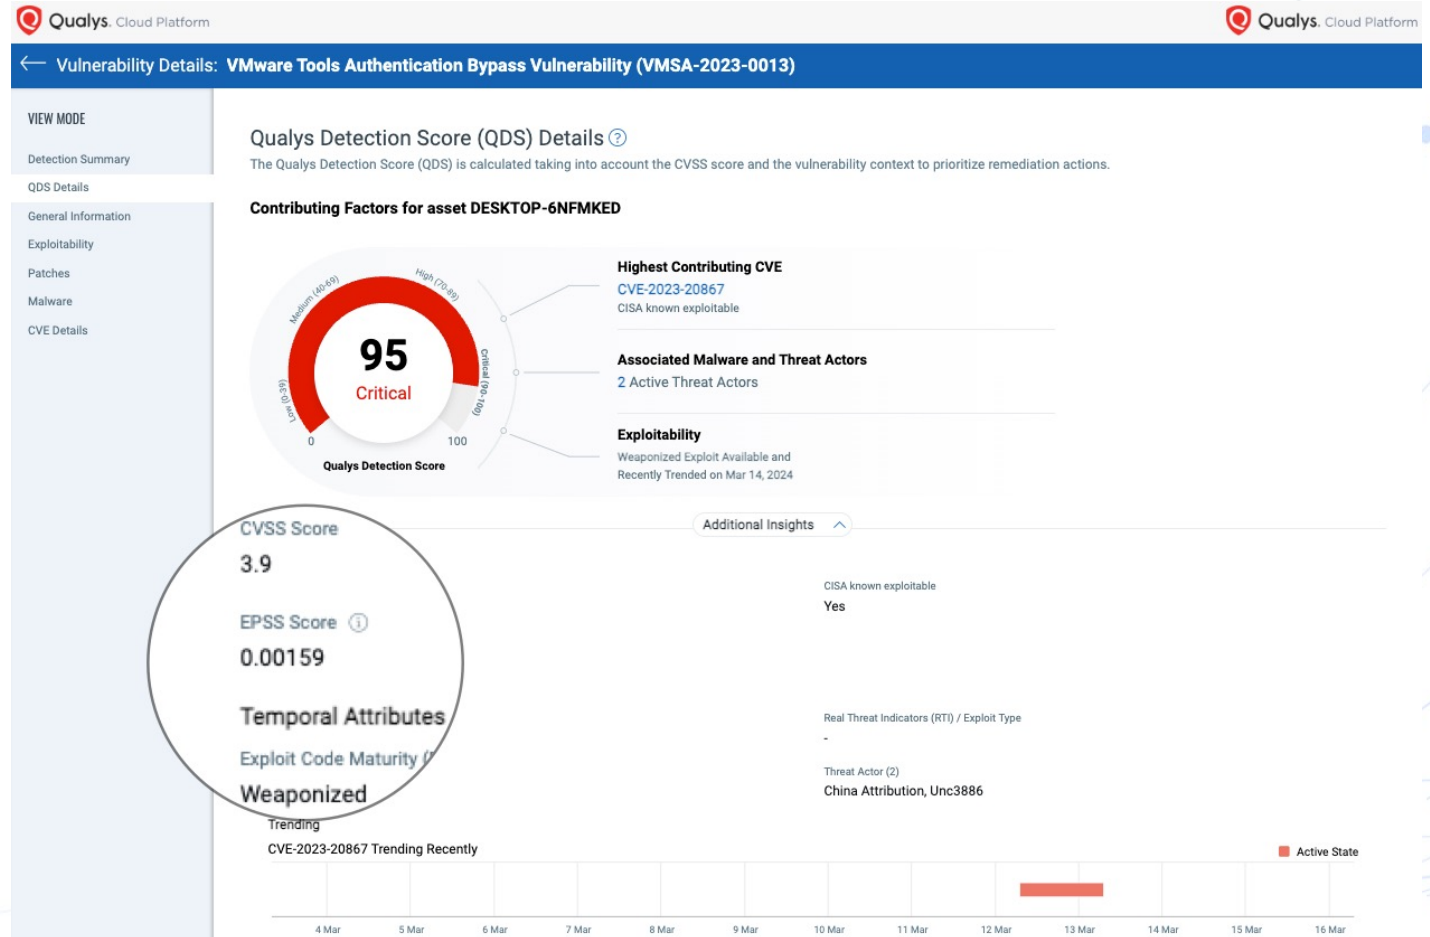 Qualys. Cloud Platform
Qualys. Cloud Platform
Vulnerability Details: VMware Tools Authentication Bypass Vulnerability (VMSA-2023-0013)
VIEW MODE
Detection Summary
QDS Details
General Information
Exploitability
Patches
Malware
CVE Details
Qualys Detection Score (QDS) Details ?
The Qualys Detection Score (QDS) is calculated taking into account the CVSS score and the vulnerability context to prioritize remediation actions.
Contributing Factors for asset DESKTOP-6NFMKED
Low (0-39)
Medium (40-69)
High (70-89)
Critical (90-100)
95
Critical
0
100
Qualys Detection Score
Highest Contributing CVE
CVE-2023-20867
CISA known exploitable
Associated Malware and Threat Actors
2 Active Threat Actors
Exploitability
Weaponized Exploit Available and
Recently Trended on Mar 14, 2024
Additional Insights
CVSS Score
3.9
EPSS Score i
0.00159
Temporal Attributes
Exploit Code Maturity
Weaponized
CISA known exploitable
Yes
Real Threat Indicators (RTI) / Exploit Type
-
Threat Actor (2)
China Attribution, Unc3886
Trending
CVE-2023-20867 Trending Recently
Active State
4 Mar 5 Mar 6 Mar 7 Mar 8 Mar 9 Mar 10 Mar 11 Mar 12 Mar 13 Mar 14 Mar 15 Mar 16 Mar